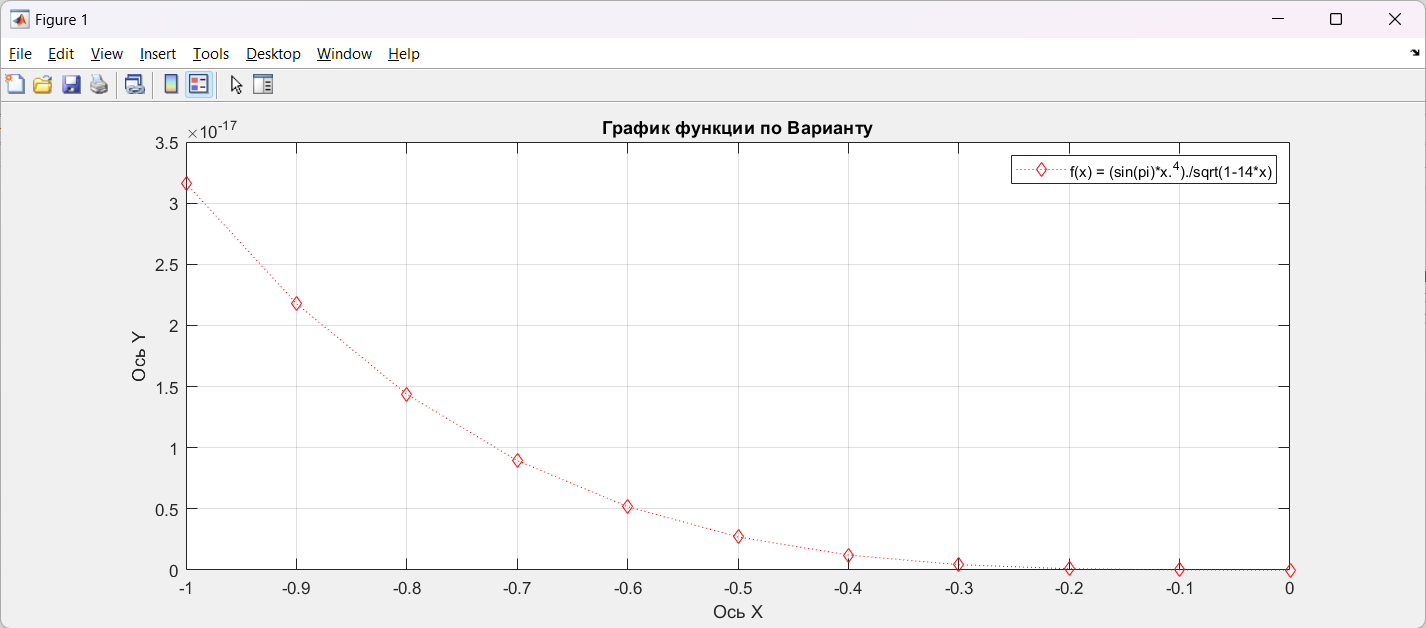 Figure 1
File Edit View Insert Tools Desktop Window Help
График функции по Варианту
×10^-17
3.5
3
2.5
2
1.5
1
0.5
0
Ось Y
f(x) = (sin(pi)*x.^4)./sqrt(1-14*x)
-1 -0.9 -0.8 -0.7 -0.6 -0.5 -0.4 -0.3 -0.2 -0.1 0
Ось X